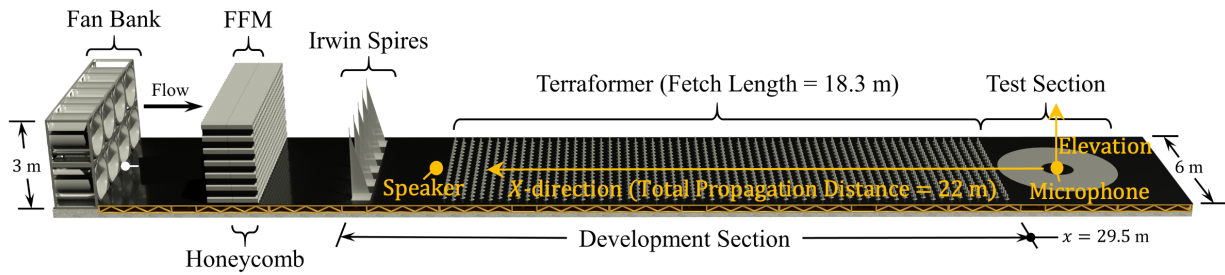 Fan Bank
FFM
Irwin Spires
Flow
Terraformer (Fetch Length = 18.3 m)
Test Section
3 m
Elevation
Speaker
X-direction (Total Propagation Distance = 22 m)
Microphone
6 m
Honeycomb
Development Section
x = 29.5 m